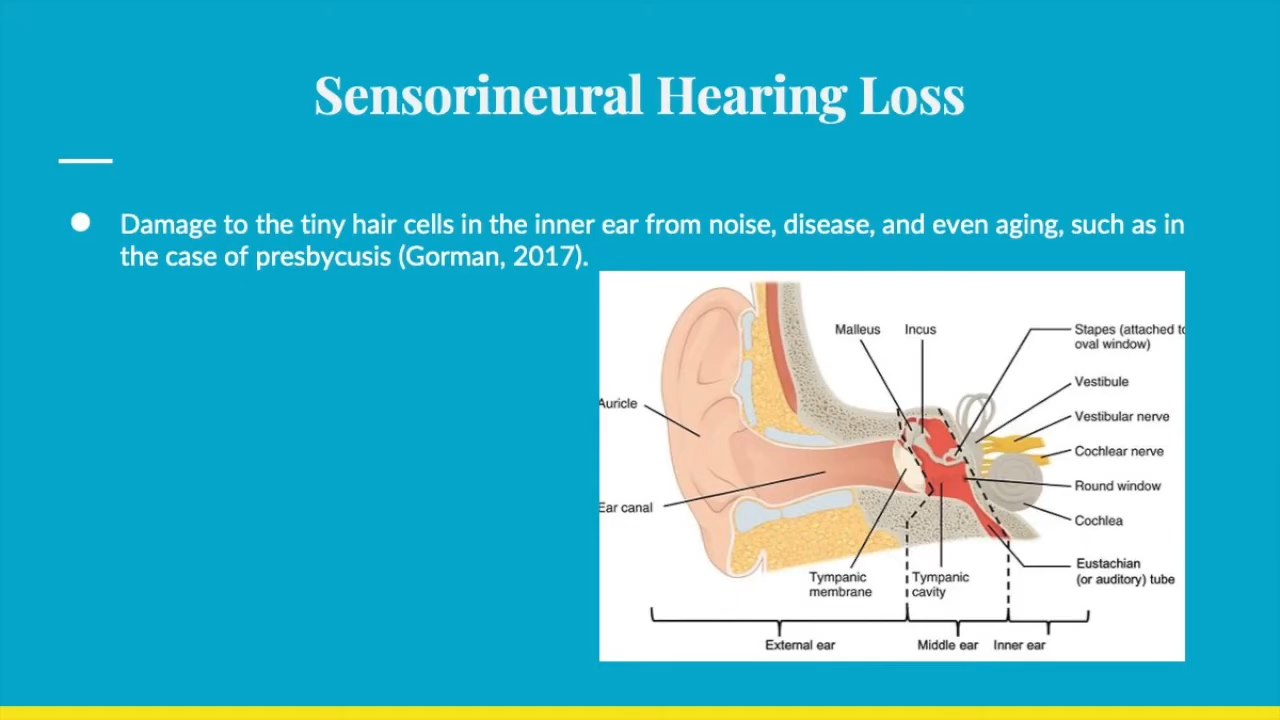 Sensorineural Hearing Loss
● Damage to the tiny hair cells in the inner ear from noise, disease, and even aging, such as in
the case of presbycusis (Gorman, 2017).
Malleus
Incus
Stapes (attached to
oval window)
Vestibule
Auricle
Vestibular nerve
Cochlear nerve
Round window
Ear canal
Cochlea
Eustachian
(or auditory) tube
Tympanic
membrane
Tympanic
cavity
External ear
Middle ear
Inner ear